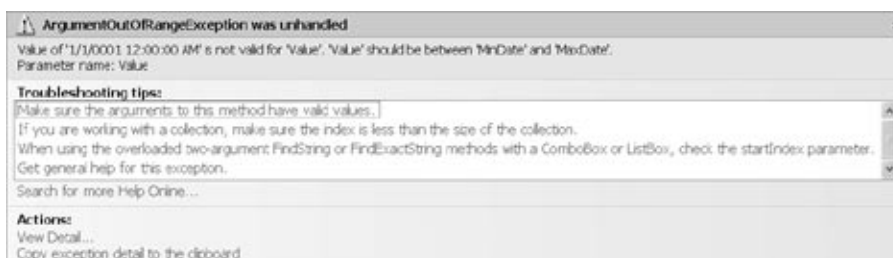 ArgumentOutOfRangeException was unhandled
Value of '1/1/0001 12:00:00 AM' is not valid for 'Value'. 'Value' should be between 'MinDate' and 'MaxDate'.
Parameter name: Value
Troubleshooting tips:
Make sure the arguments to this method have valid values.
If you are working with a collection, make sure the index is less than the size of the collection.
When using the overloaded two-argument FindString or FindExactString methods with a ComboBox or ListBox, check the startIndex parameter.
Get general help for this exception.
Search for more Help Online...
Actions:
View Detail...
Copy exception detail to the clipboard